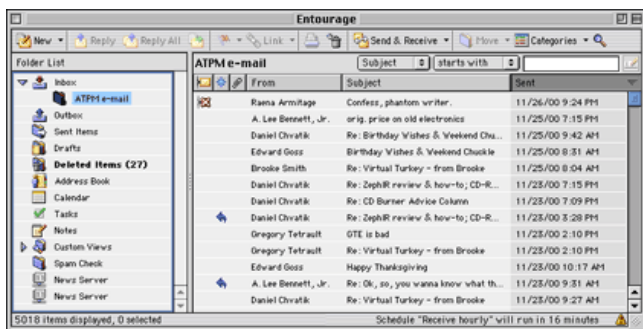 Entourage
New Reply Reply All Link Send & Receive Move Categories
Folder List ATPM e-mail Subject starts with
Inbox From Subject Sent
ATPM e-mail Raena Armitage Confess, phantom writer. 11/26/00 9:24 PM
Outbox A. Lee Bennett, Jr. orig. price on old electronics 11/25/00 7:15 PM
Sent Items Daniel Chvatik Re: Birthday Wishes & Weekend Chu... 11/25/00 9:42 AM
Drafts Edward Goss Birthday Wishes & Weekend Chuckle 11/25/00 8:31 AM
Deleted Items (27) Brooke Smith Re: Virtual Turkey - from Brooke 11/25/00 8:04 AM
Address Book Daniel Chvatik Re: ZephIR review & how-to; CD-R... 11/23/00 7:15 PM
Calendar Daniel Chvatik Re: CD Burner Advice Column 11/23/00 7:09 PM
Tasks Daniel Chvatik Re: ZephIR review & how-to; CD-R... 11/23/00 3:28 PM
Notes Gregory Tetrault GTE is bad 11/23/00 2:10 PM
Custom Views Gregory Tetrault Re: Virtual Turkey - from Brooke 11/23/00 2:10 PM
Spam Check Edward Goss Happy Thanksgiving 11/23/00 10:17 AM
News Server A. Lee Bennett, Jr. Re: Ok, so, you wanna know what th... 11/23/00 9:31 AM
News Server Daniel Chvatik Re: Virtual Turkey - from Brooke 11/23/00 9:27 AM
5018 items displayed, 0 selected Schedule "Receive hourly" will run in 16 minutes